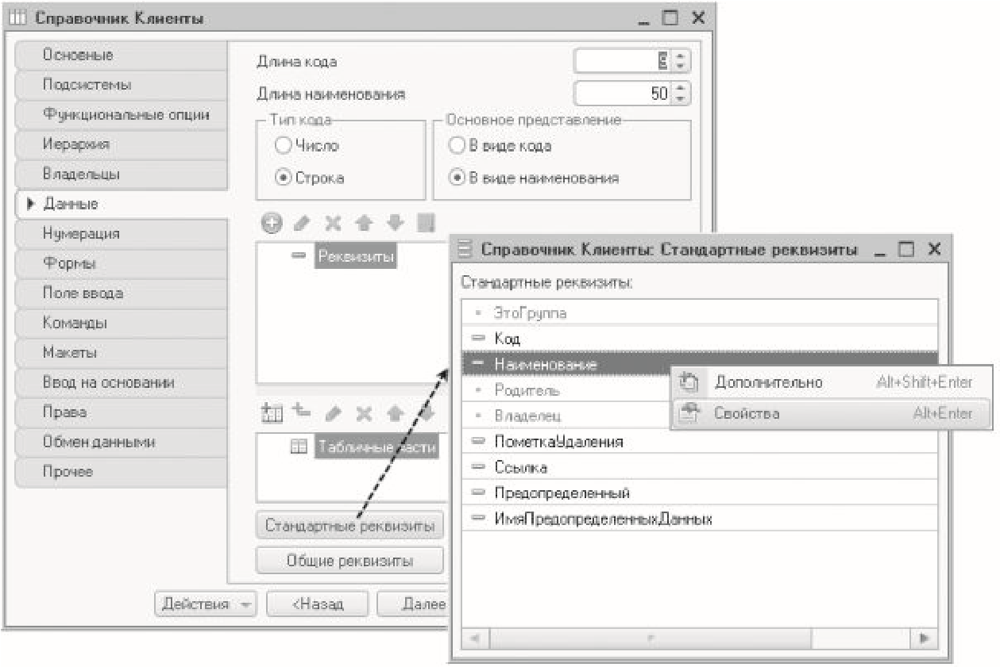 Справочник Клиенты
Основные
Подсистемы
Функциональные опции
Иерархия
Владельцы
Данные
Нумерация
Формы
Поле ввода
Команды
Макеты
Ввод на основании
Права
Обмен данными
Прочее
Длина кода
Длина наименования 50
Тип кода
Число
Строка
Основное представление
В виде кода
В виде наименования
Реквизиты
Табличные части
Стандартные реквизиты
Общие реквизиты
Действия <Назад Далее
Справочник Клиенты: Стандартные реквизиты
Стандартные реквизиты:
ЭтоГруппа
Код
Наименование
Родитель
Владелец
ПометкаУдаления
Ссылка
Предопределенный
ИмяПредопределенныхДанных
Дополнительно Alt+Shift+Enter
Свойства Alt+Enter